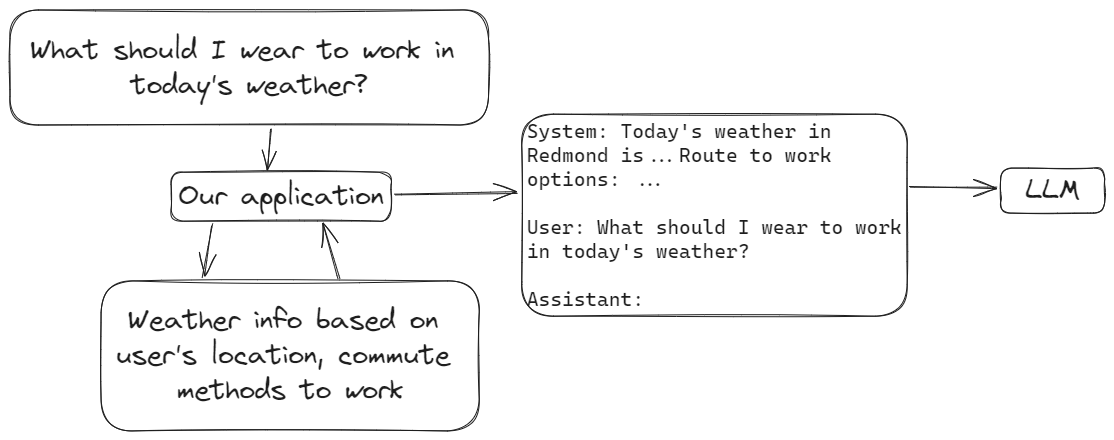 What should I wear to work in
today's weather?
Our application
Weather info based on
user's location, commute
methods to work
System: Today's weather in
Redmond is ... Route to work
options: ...
User: What should I wear to work
in today's weather?
Assistant:
LLM